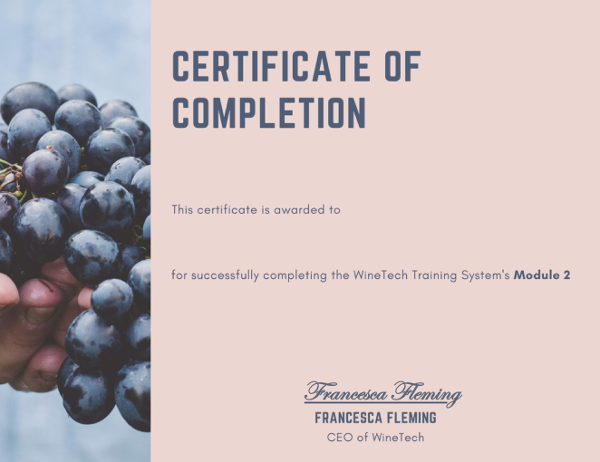 CERTIFICATE OF
COMPLETION
This certificate is awarded to
for successfully completing the WineTech Training System's Module 2
Francesca Fleming
FRANCESCA FLEMING
CEO of WineTech